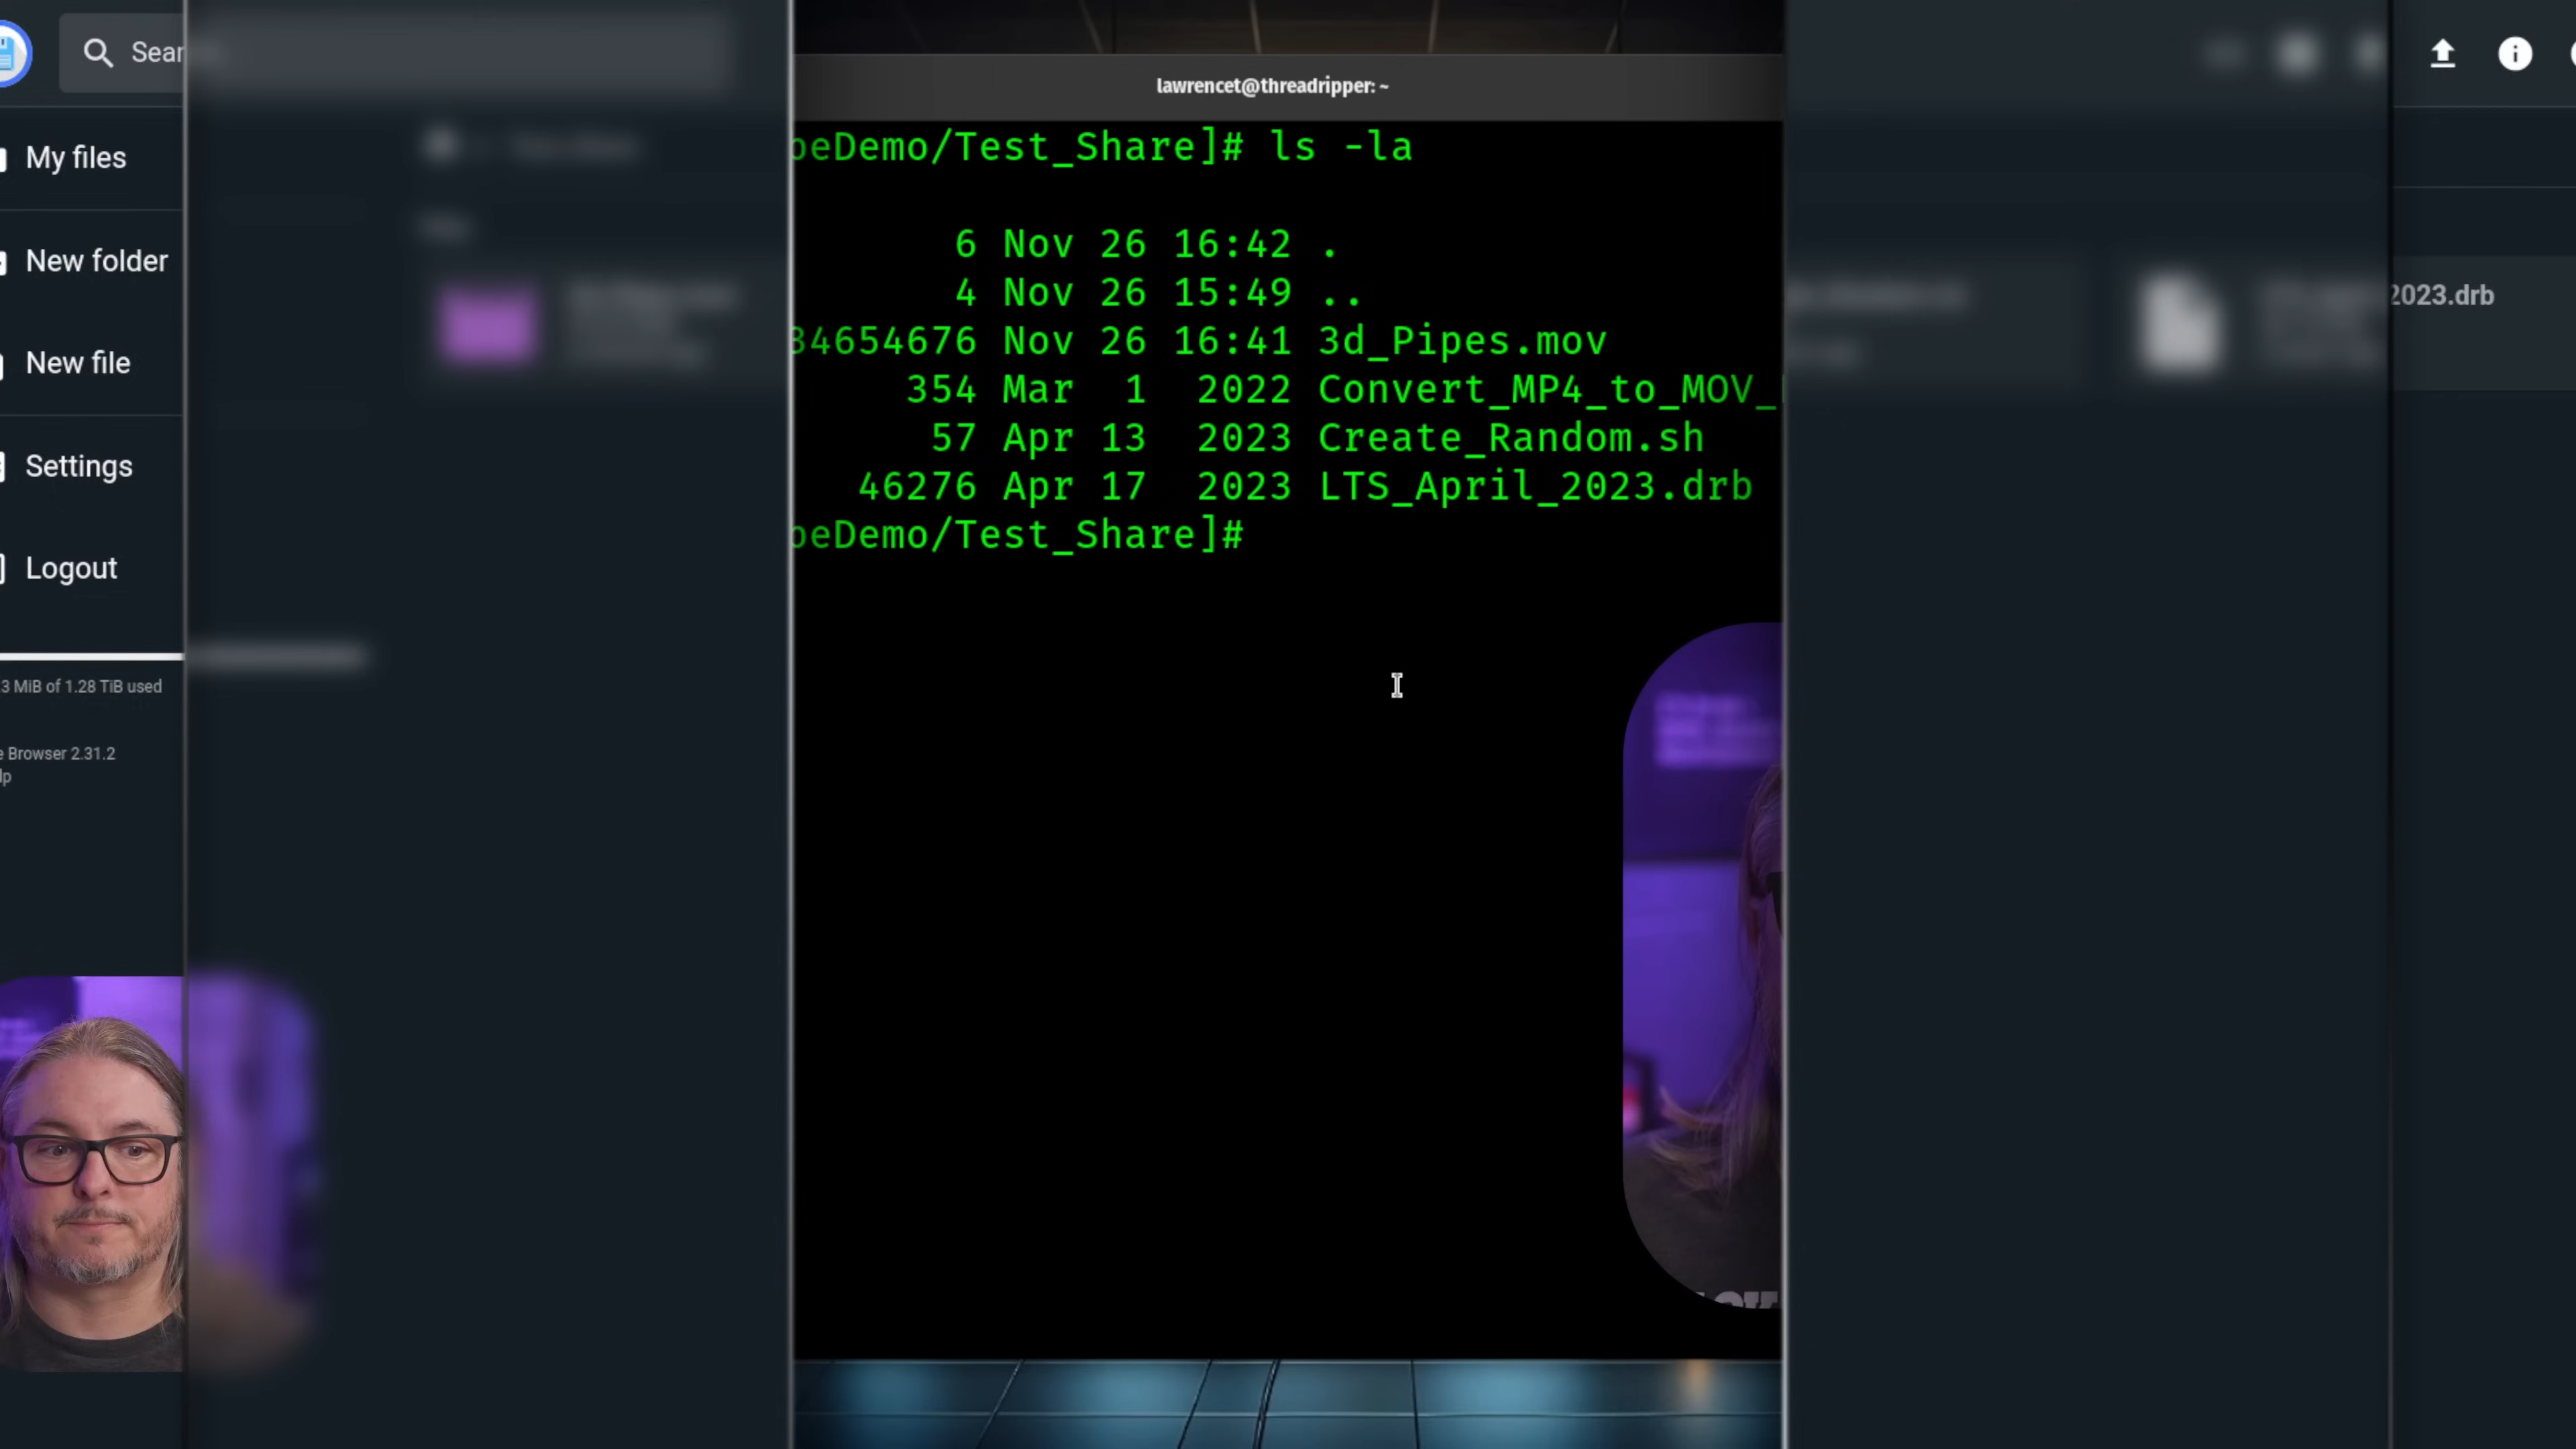 Sear
My files
New folder
New file
Settings
Logout
3 MiB of 1.28 TiB used
e Browser 2.31.2
lp
lawrencet@threadripper: ~
beDemo/Test_Share]# ls -la
6 Nov 26 16:42 .
4 Nov 26 15:49 ..
34654676 Nov 26 16:41 3d_Pipes.mov
354 Mar 1 2022 Convert_MP4_to_MOV_
57 Apr 13 2023 Create_Random.sh
46276 Apr 17 2023 LTS_April_2023.drb
beDemo/Test_Share]#
2023.drb